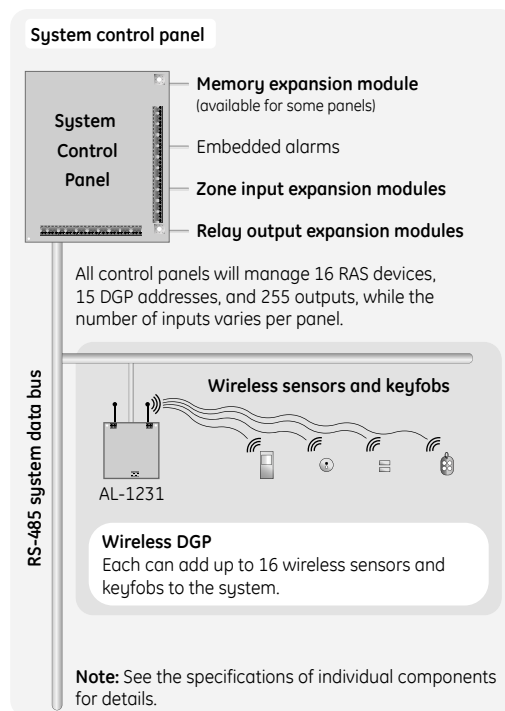 System control panel
System
Control
Panel
Memory expansion module
(available for some panels)
Embedded alarms
Zone input expansion modules
Relay output expansion modules
All control panels will manage 16 RAS devices,
15 DGP addresses, and 255 outputs, while the
number of inputs varies per panel.
RS-485 system data bus
Wireless sensors and keyfobs
AL-1231
Wireless DGP
Each can add up to 16 wireless sensors and
keyfobs to the system.
Note: See the specifications of individual components
for details.